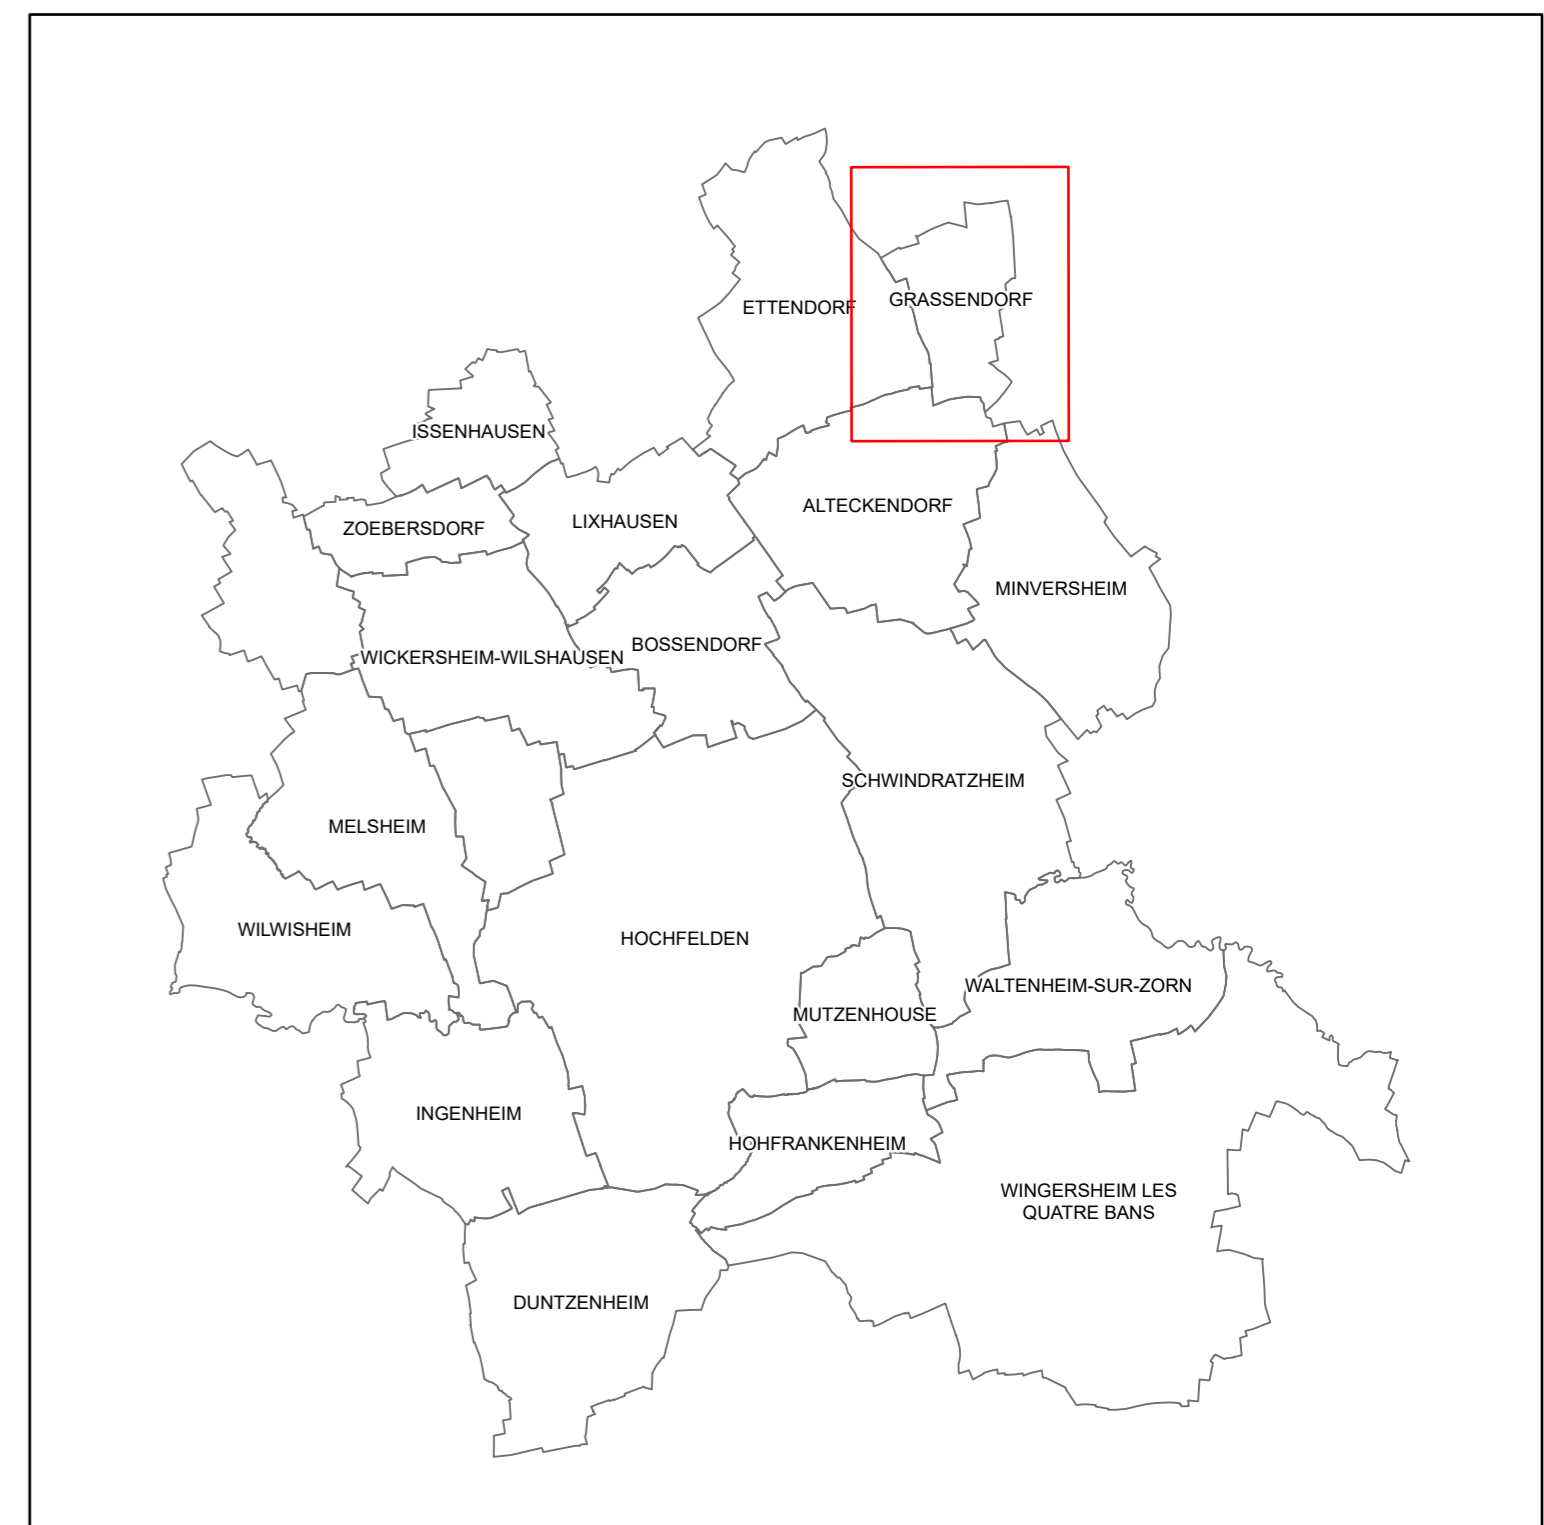 GRASSENDORF
ETTENDORF
ISSENHAUSEN
ALTECKENDORF
LIXHAUSEN
ZOEBERSDORF
MINVERSHEIM
BOSSENDORF
WICKERSHEIM-WILSHAUSEN
SCHWINDRATZHEIM
MELSHEIM
WILWISHEIM
HOCHFELDEN
WALTENHEIM-SUR-ZORN
MUTZENHOUSE
INGENHEIM
HOHFRANKENHEIM
WINGERSHEIM LES
QUATRE BANS
DUNTZENHEIM